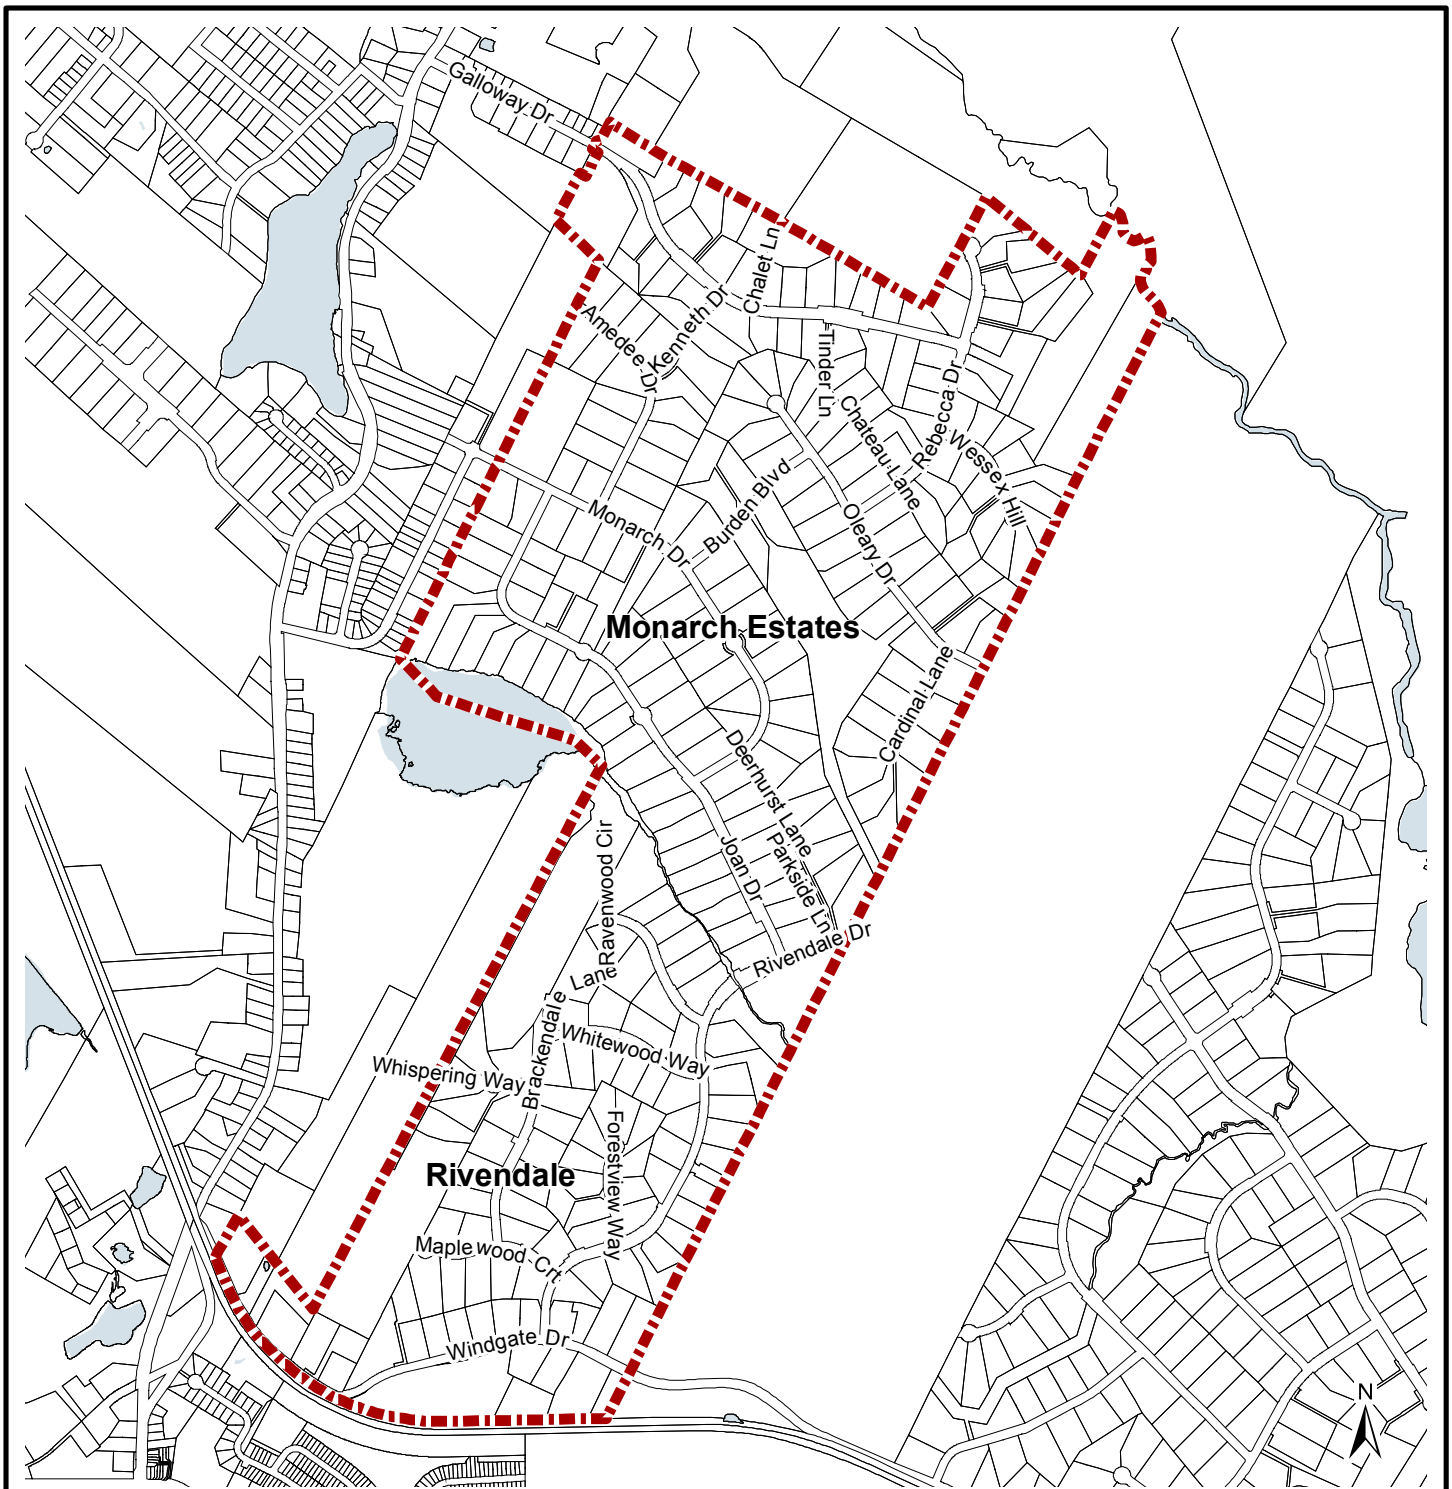 Galloway Dr
Chalet Ln
Kenneth Dr
Amedee Dr
Tinder Ln
Rebecca Dr
Chateau Lane
Wessex Hill
Burden Blvd
Monarch Dr
Oleary Dr
Monarch Estates
Cardinal Lane
Deerhurst Lane
Parkside Ln
Joan Dr
Ravenwood Cir
Rivendale Dr
Brackendale Lane
Whitewood Way
Whispering Way
Forestview Way
Rivendale
Maplewood Crt
Windgate Dr
N